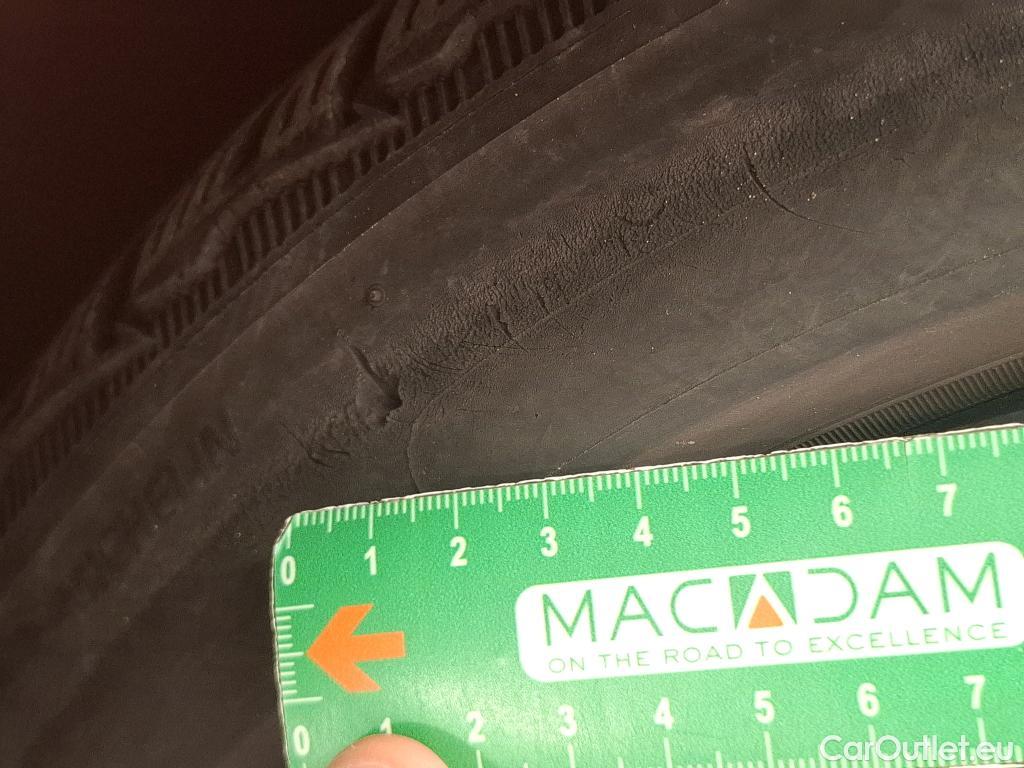 0 1 2 3 4 5 6 7
MACADAM
ON THE ROAD TO EXCELLENCE
0 1 2 3 4 5 6 7
CarOutlet.eu